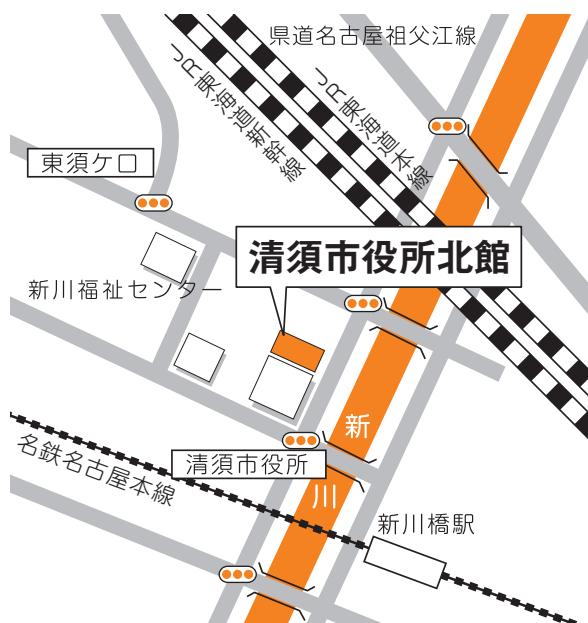 県道名古屋祖父江線
JR東海道新幹線
JR東海道本線
東須ケ口
清須市役所北館
新川福祉センター
新川
清須市役所
名鉄名古屋本線
新川橋駅